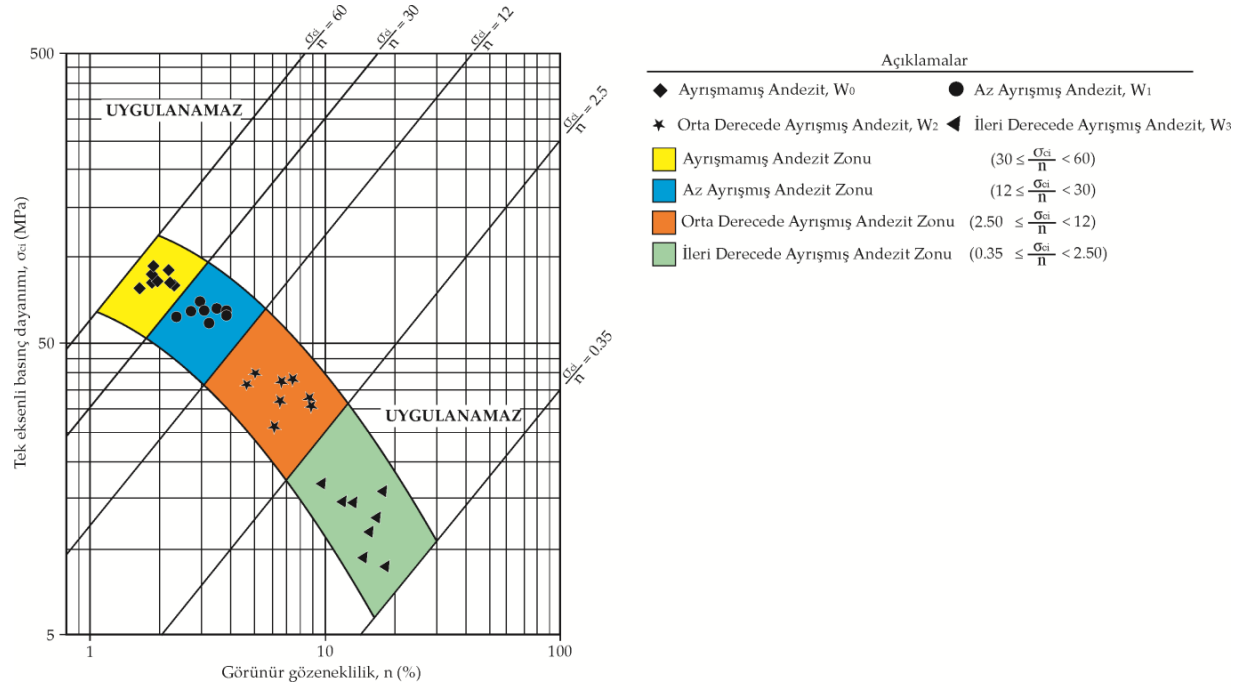 σci/n = 60
σci/n = 30
σci/n = 12
σci/n = 2.5
σci/n = 0.35
500
50
5
UYGULANAMAZ
UYGULANAMAZ
Tek eksenli basınç dayanımı, σci (MPa)
1
10
100
Görünür gözeneklilik, n (%)
Açıklamalar
Ayrışmamış Andezit, W0
Az Ayrışmış Andezit, W1
Orta Derecede Ayrışmış Andezit, W2
İleri Derecede Ayrışmış Andezit, W3
Ayrışmamış Andezit Zonu (30 ≤ σci/n < 60)
Az Ayrışmış Andezit Zonu (12 ≤ σci/n < 30)
Orta Derecede Ayrışmış Andezit Zonu (2.50 ≤ σci/n < 12)
İleri Derecede Ayrışmış Andezit Zonu (0.35 ≤ σci/n < 2.50)